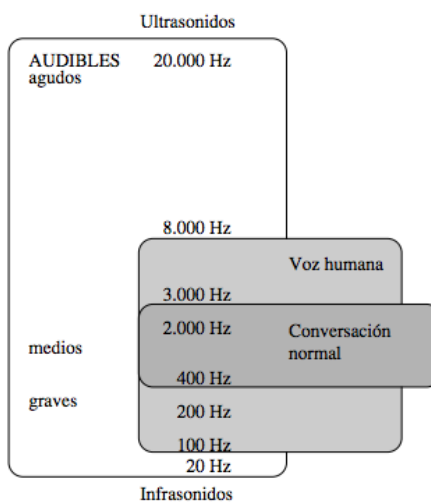 Ultrasonidos
AUDIBLES 20.000 Hz
agudos
8.000 Hz
Voz humana
3.000 Hz
2.000 Hz Conversación
medios normal
400 Hz
graves 200 Hz
100 Hz
20 Hz
Infrasonidos